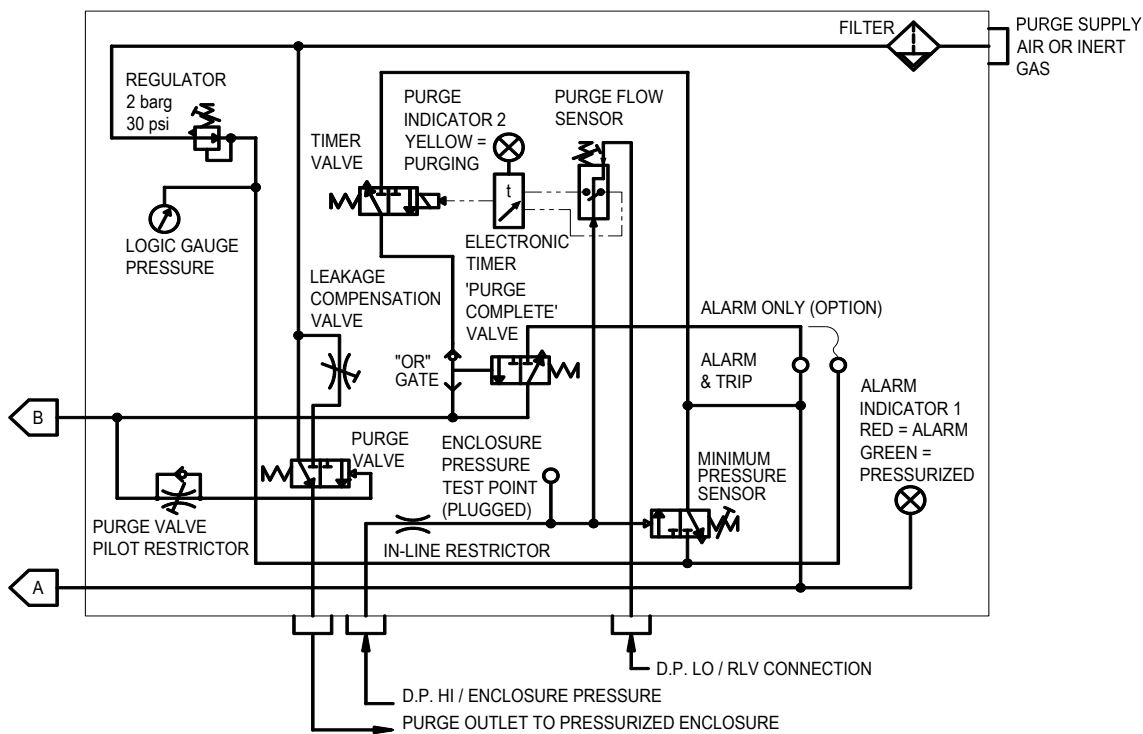 FILTER
PURGE SUPPLY
AIR OR INERT
GAS
REGULATOR
2 barg
30 psi
PURGE
INDICATOR 2
YELLOW =
PURGING
PURGE FLOW
SENSOR
TIMER
VALVE
t
LOGIC GAUGE
PRESSURE
ELECTRONIC
TIMER
LEAKAGE
COMPENSATION
VALVE
'PURGE
COMPLETE'
VALVE
ALARM ONLY (OPTION)
"OR"
GATE
ALARM
& TRIP
ALARM
INDICATOR 1
RED = ALARM
GREEN =
PRESSURIZED
B
PURGE
VALVE
ENCLOSURE
PRESSURE
TEST POINT
(PLUGGED)
MINIMUM
PRESSURE
SENSOR
PURGE VALVE
PILOT RESTRICTOR
IN-LINE RESTRICTOR
A
D.P. LO / RLV CONNECTION
D.P. HI / ENCLOSURE PRESSURE
PURGE OUTLET TO PRESSURIZED ENCLOSURE